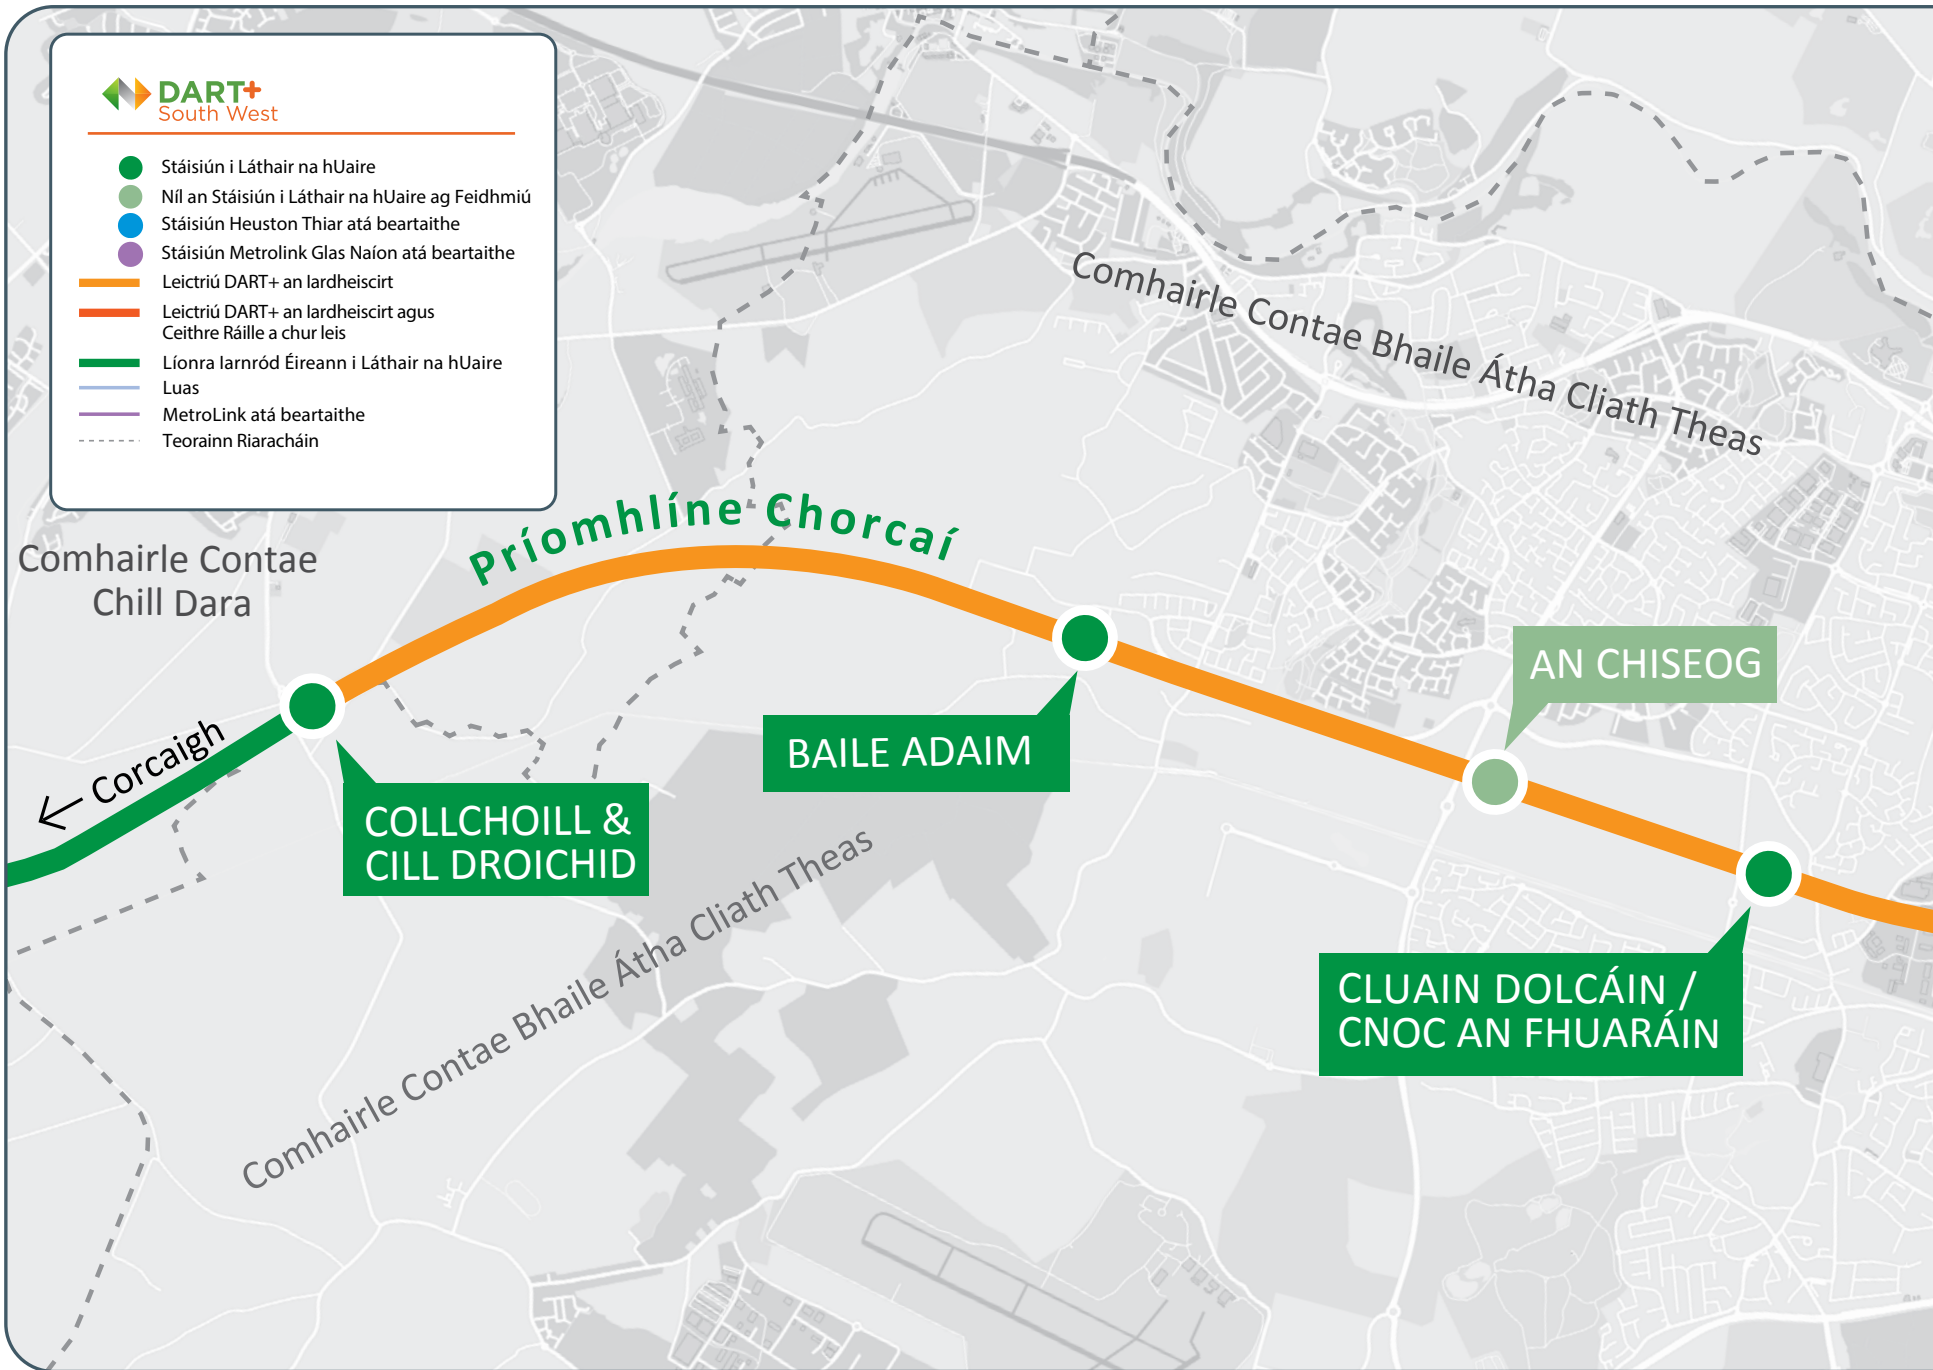 DART+
South West
Stáisiún i Láthair na hUaire
Níl an Stáisiún i Láthair na hUaire ag Feidhmiú
Stáisiún Heuston Thiar atá beartaithe
Stáisiún Metrolink Glas Naíon atá beartaithe
Leictriú DART+ an Iardheiscirt
Leictriú DART+ an Iardheiscirt agus
Ceithre Ráille a chur leis
Líonra Iarnród Éireann i Láthair na hUaire
Luas
MetroLink atá beartaithe
Teorainn Riaracháin
Comhairle Contae Bhaile Átha Cliath Theas
Príomhlíne Chorcaí
Comhairle Contae
Chill Dara
AN CHISEOG
BAILE ADAIM
← Corcaigh
COLLCHOILL &
CILL DROICHID
Comhairle Contae Bhaile Átha Cliath Theas
CLUAIN DOLCÁIN /
CNOC AN FHUARÁIN